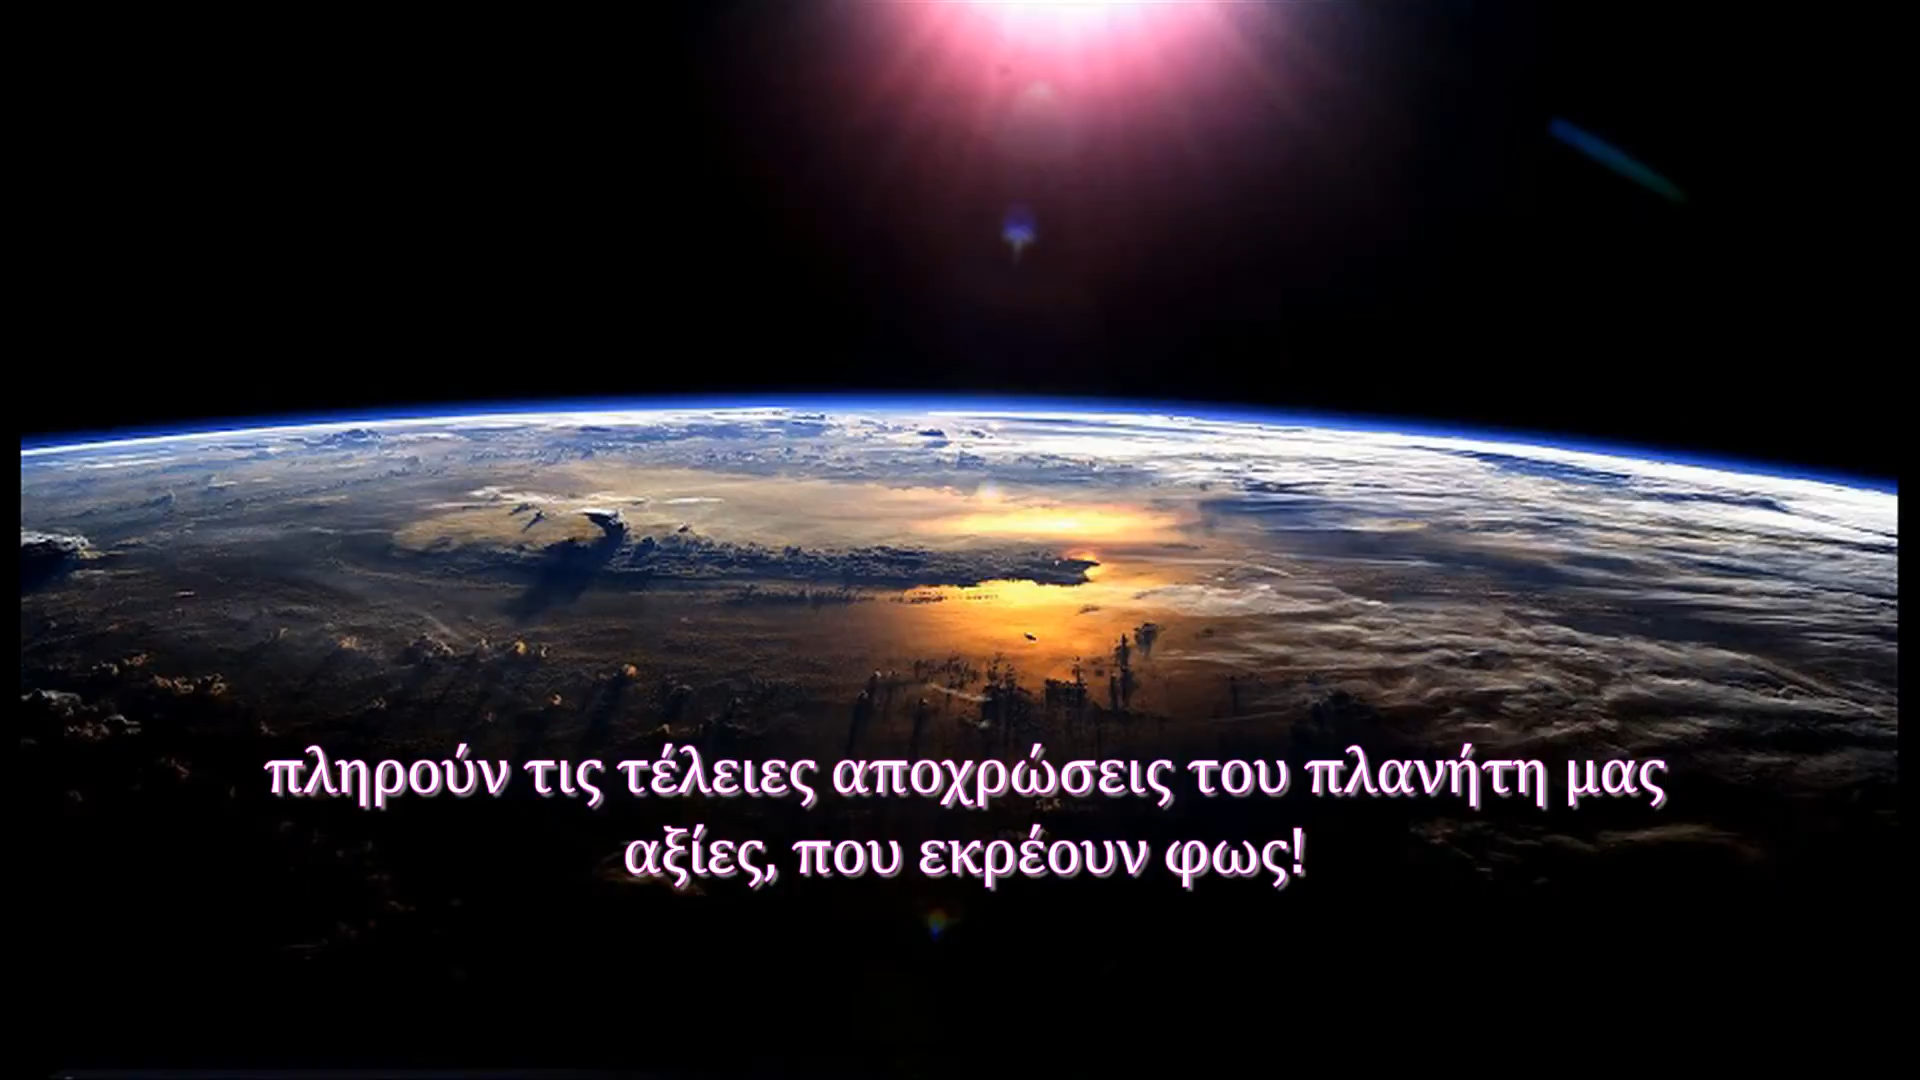 πληρούν τις τέλειες αποχρώσεις του πλανήτη μας
αξίες, που εκρέουν φως!